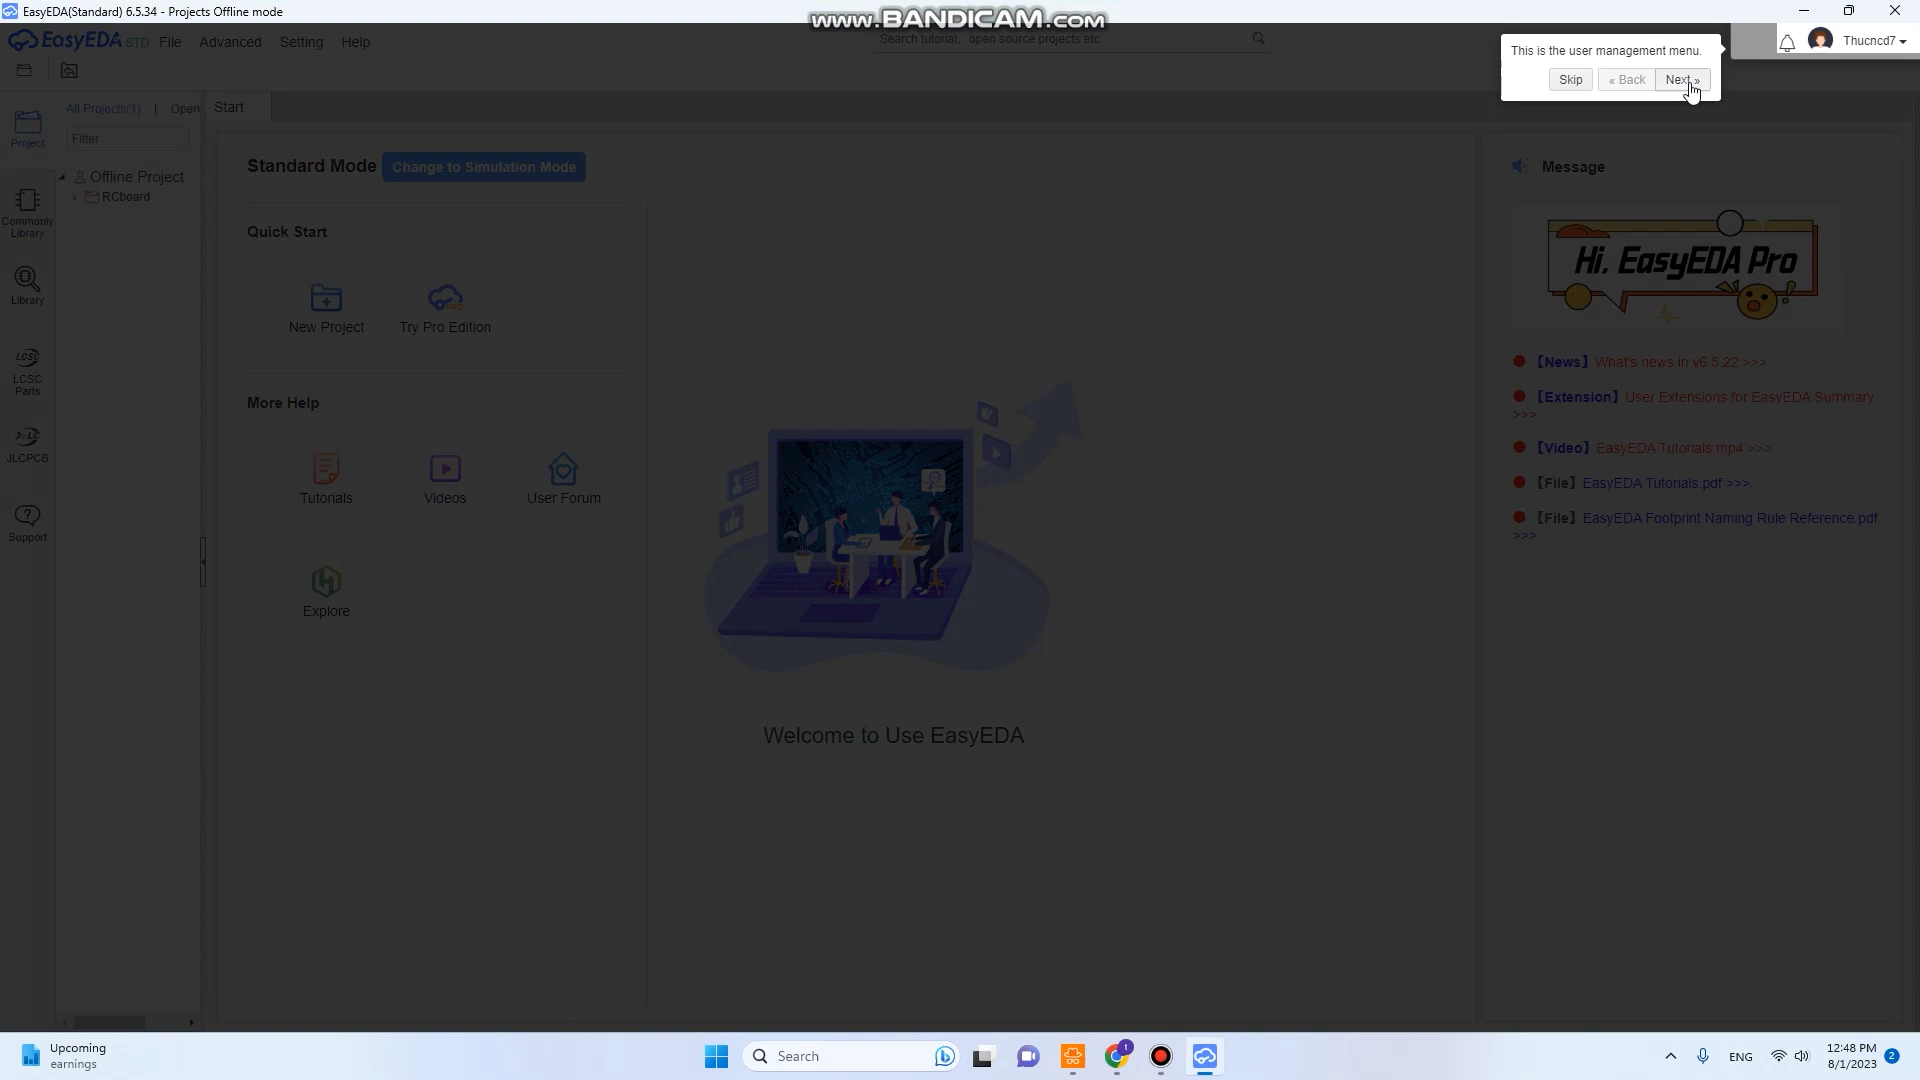 EasyEDA(Standard) 6.5.34 - Projects Offline mode
www.BANDICAM.com
EasyEDA STD File Advanced Setting Help
Search tutorial, open source projects etc.
This is the user management menu.
Thucncd7
Skip « Back Next »
All Projects(1) | Open
Start
Filter
Project
Offline Project
RCboard
Commonly
Library
Library
LCSC
LCSC
Parts
JLCPCB
Support
Standard Mode Change to Simulation Mode
Quick Start
New Project Try Pro Edition
More Help
Tutorials Videos User Forum
Explore
Welcome to Use EasyEDA
Message
Hi, EasyEDA Pro
【News】What's news in v6.5.22 >>>
【Extension】User Extensions for EasyEDA Summary
>>>
【Video】EasyEDA Tutorials mp4 >>>
【File】EasyEDA Tutorials.pdf >>>
【File】EasyEDA Footprint Naming Rule Reference.pdf
>>>
Upcoming
earnings
Search
t
ENG
12:48 PM
8/1/2023
2